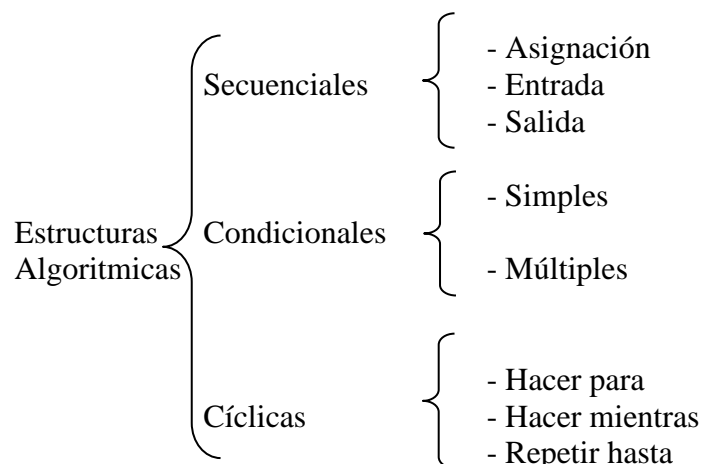 Estructuras
Algoritmicas
Secuenciales
- Asignación
- Entrada
- Salida
Condicionales
- Simples
- Múltiples
Cíclicas
- Hacer para
- Hacer mientras
- Repetir hasta